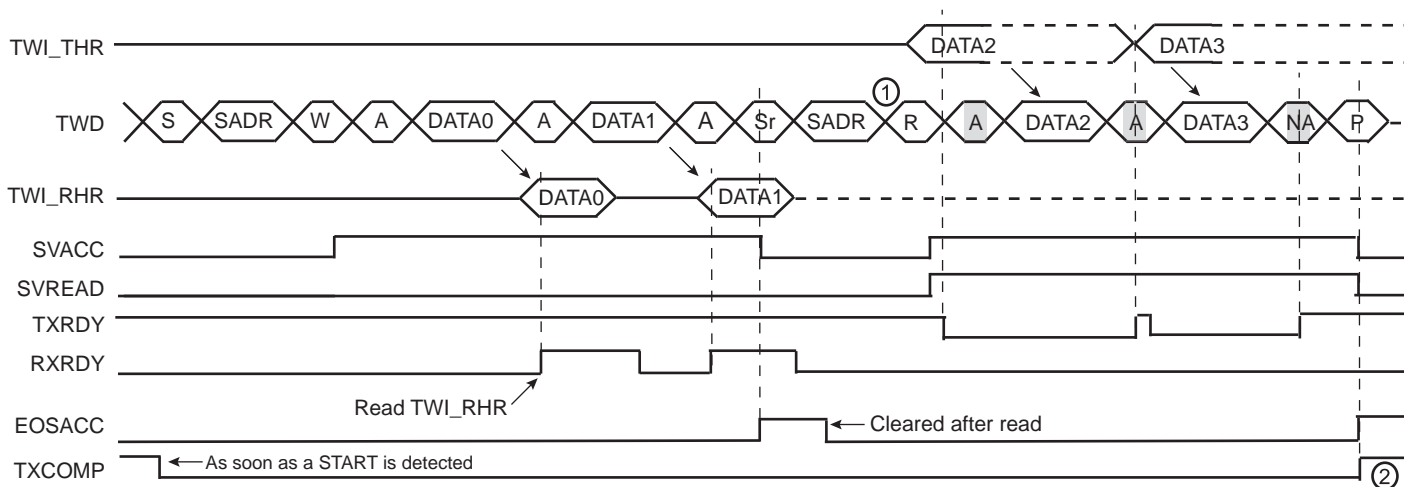 TWI_THR DATA2 DATA3
①
TWD S SADR W A DATA0 A DATA1 A Sr SADR R A DATA2 A DATA3 NA P
TWI_RHR DATA0 DATA1
SVACC
SVREAD
TXRDY
RXRDY
Read TWI_RHR
EOSACC Cleared after read
TXCOMP As soon as a START is detected ②